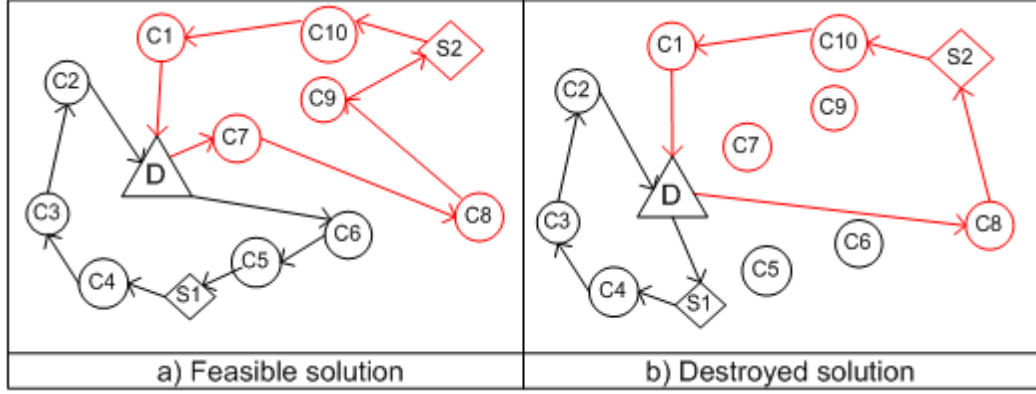 C1
C10
S2
C2
C9
C7
D
C3
C8
C6
C5
C4
S1
a) Feasible solution
C1
C10
S2
C2
C9
C7
D
C3
C8
C6
C5
C4
S1
b) Destroyed solution